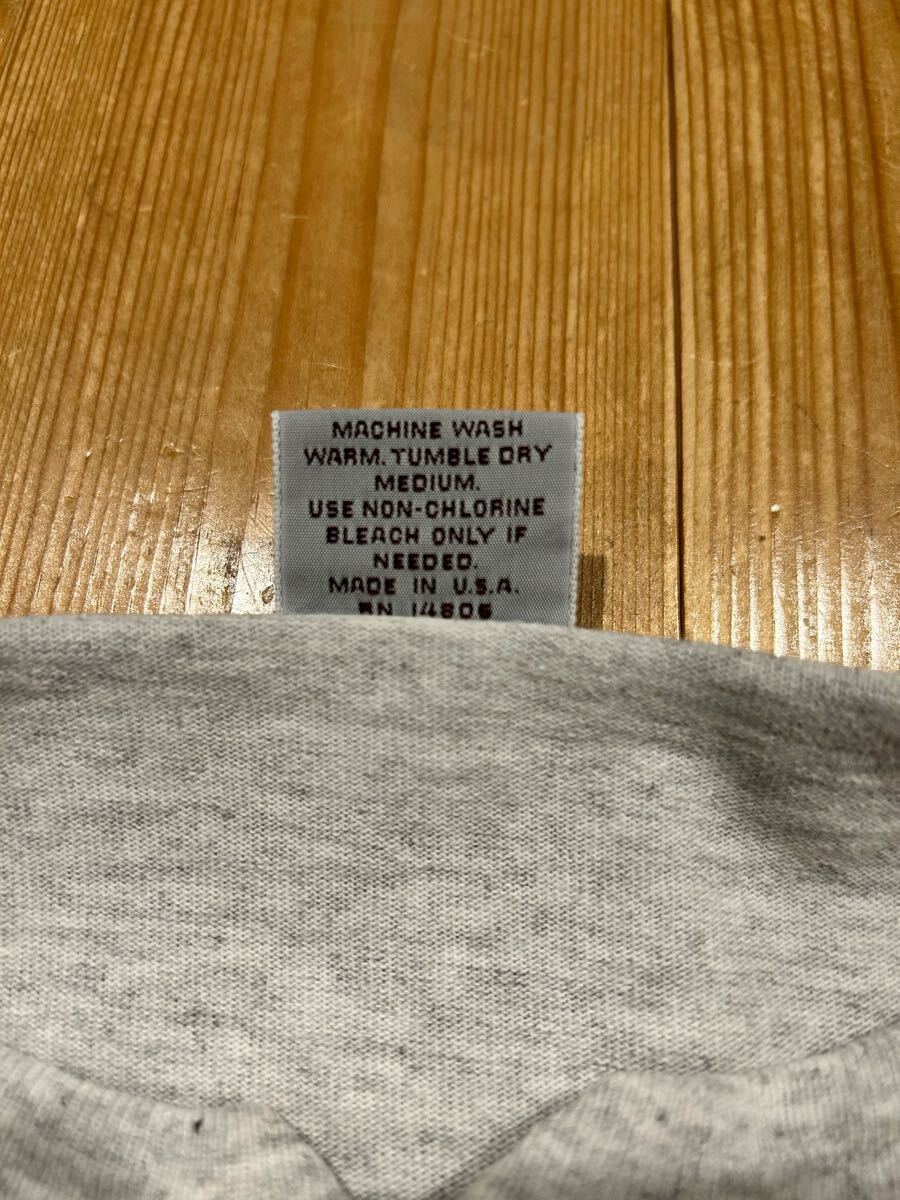 MACHINE WASH
WARM. TUMBLE DRY
MEDIUM.
USE NON-CHLORINE
BLEACH ONLY IF
NEEDED.
MADE IN U.S.A.
RN 14806